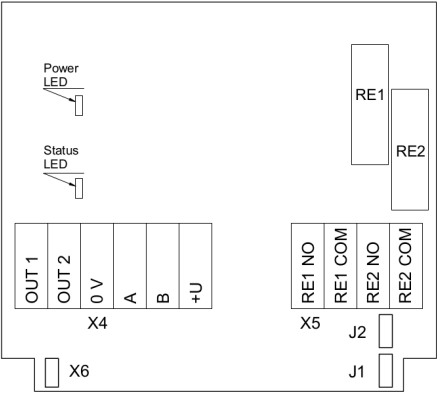 Power
LED
RE1
RE2
Status
LED
OUT 1
OUT 2
0 V
A
B
+U
RE1 NO
RE1 COM
RE2 NO
RE2 COM
X4
X5
J2
X6
J1